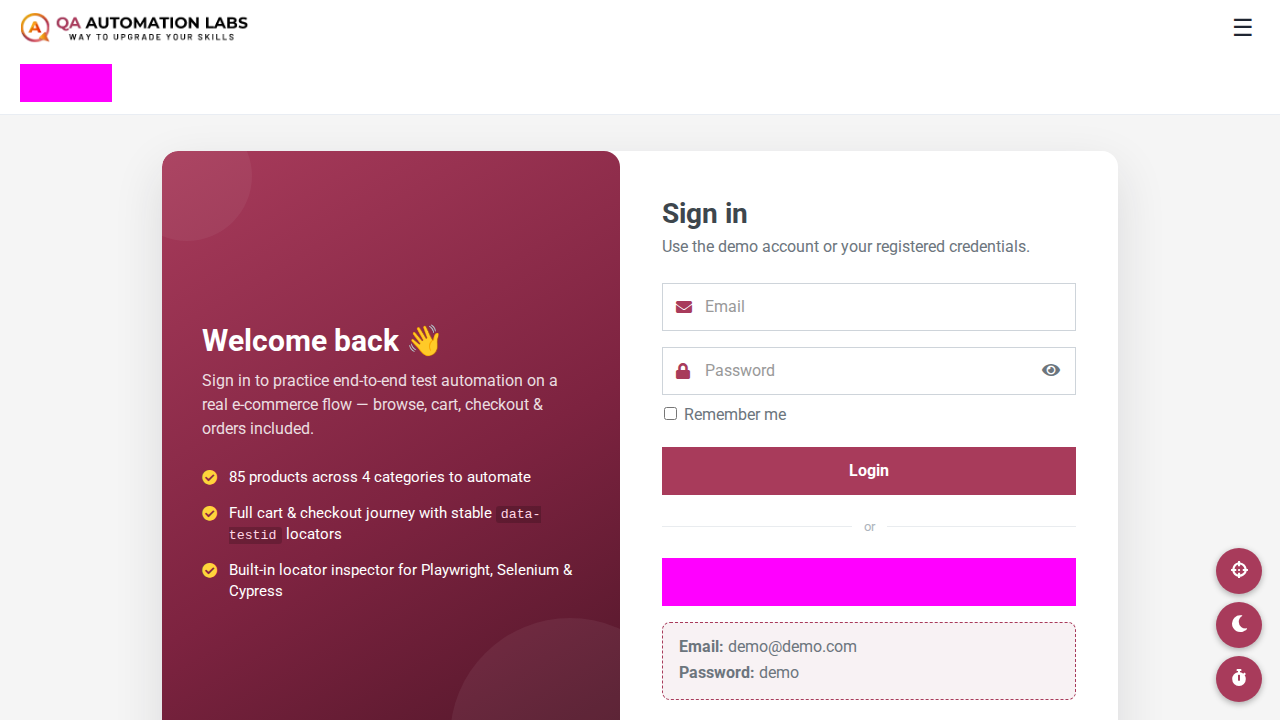 QA AUTOMATION LABS
WAY TO UPGRADE YOUR SKILLS
Welcome back 👋
Sign in to practice end-to-end test automation on a
real e-commerce flow — browse, cart, checkout &
orders included.
85 products across 4 categories to automate
Full cart & checkout journey with stable data-
testid locators
Built-in locator inspector for Playwright, Selenium &
Cypress
Sign in
Use the demo account or your registered credentials.
Email
Password
Remember me
Login
or
Email: demo@demo.com
Password: demo